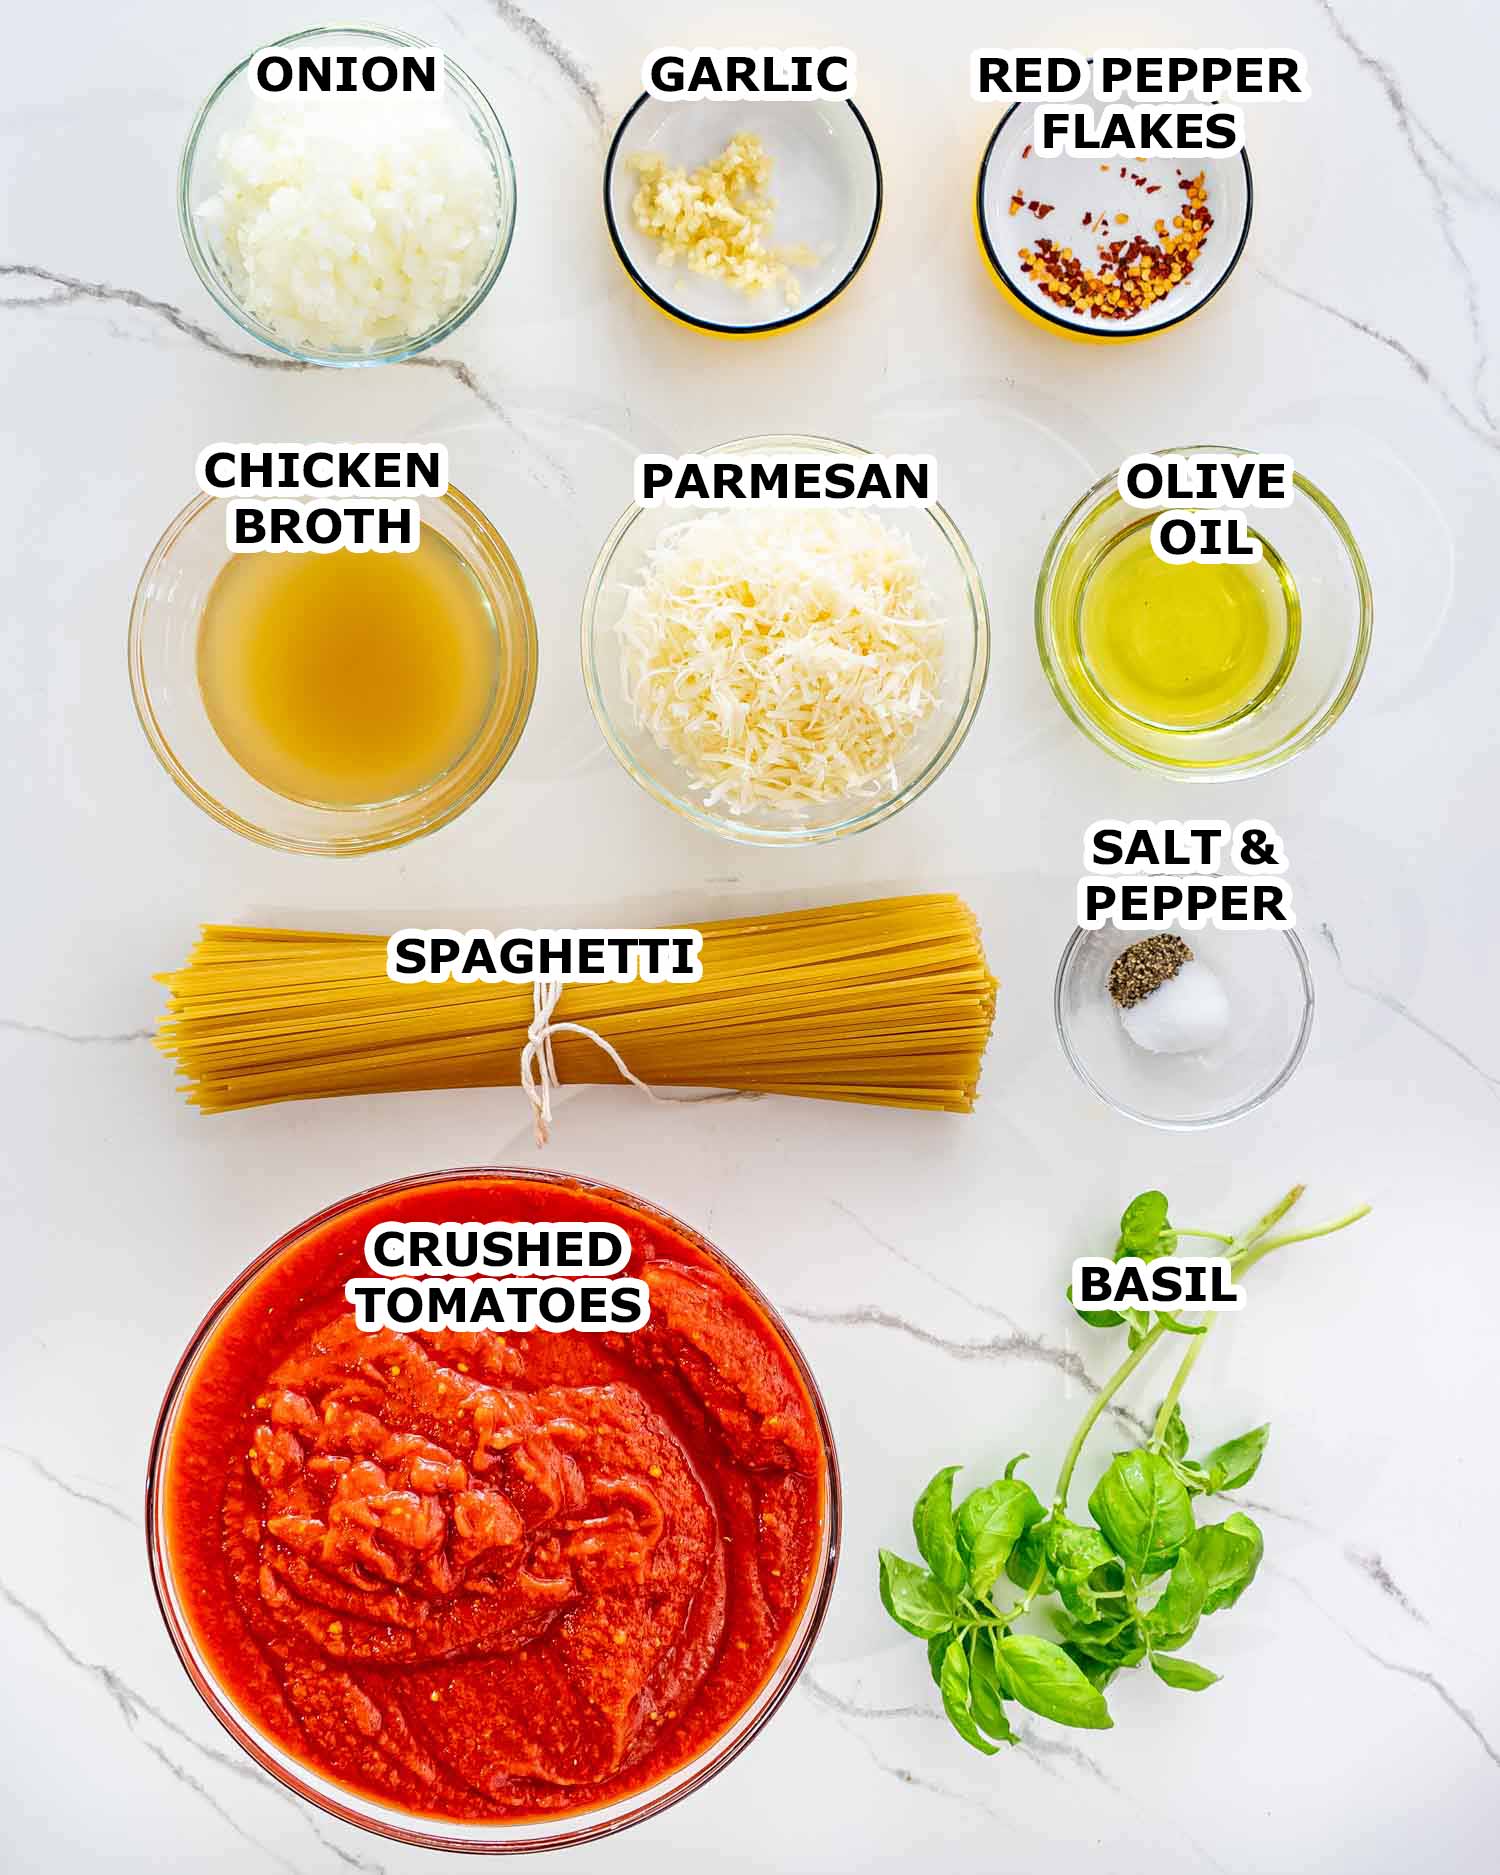 ONION
GARLIC
RED PEPPER
FLAKES
CHICKEN
BROTH
PARMESAN
OLIVE
OIL
SALT &
PEPPER
SPAGHETTI
CRUSHED
TOMATOES
BASIL